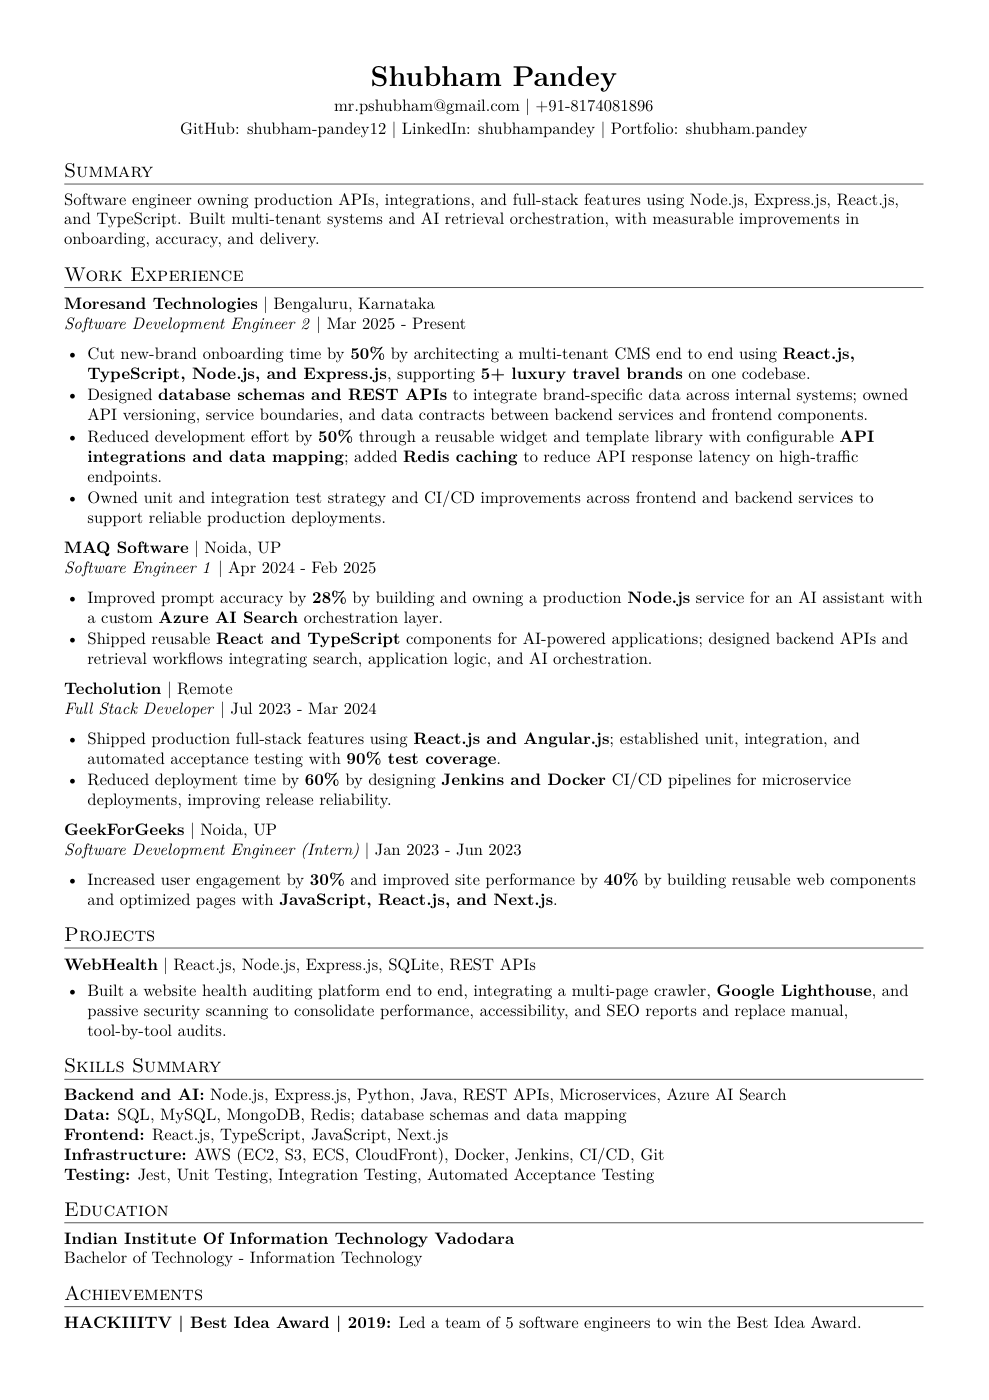 Shubham Pandey
mr.pshubham@gmail.com | +91-8174081896
GitHub: shubham-pandey12 | LinkedIn: shubhampandey | Portfolio: shubham.pandey
Summary
Software engineer owning production APIs, integrations, and full-stack features using Node.js, Express.js, React.js,
and TypeScript. Built multi-tenant systems and AI retrieval orchestration, with measurable improvements in
onboarding, accuracy, and delivery.
Work Experience
Moresand Technologies | Bengaluru, Karnataka
Software Development Engineer 2 | Mar 2025 - Present
• Cut new-brand onboarding time by 50% by architecting a multi-tenant CMS end to end using React.js,
TypeScript, Node.js, and Express.js, supporting 5+ luxury travel brands on one codebase.
• Designed database schemas and REST APIs to integrate brand-specific data across internal systems; owned
API versioning, service boundaries, and data contracts between backend services and frontend components.
• Reduced development effort by 50% through a reusable widget and template library with configurable API
integrations and data mapping; added Redis caching to reduce API response latency on high-traffic
endpoints.
• Owned unit and integration test strategy and CI/CD improvements across frontend and backend services to
support reliable production deployments.
MAQ Software | Noida, UP
Software Engineer 1 | Apr 2024 - Feb 2025
• Improved prompt accuracy by 28% by building and owning a production Node.js service for an AI assistant with
a custom Azure AI Search orchestration layer.
• Shipped reusable React and TypeScript components for AI-powered applications; designed backend APIs and
retrieval workflows integrating search, application logic, and AI orchestration.
Techolution | Remote
Full Stack Developer | Jul 2023 - Mar 2024
• Shipped production full-stack features using React.js and Angular.js; established unit, integration, and
automated acceptance testing with 90% test coverage.
• Reduced deployment time by 60% by designing Jenkins and Docker CI/CD pipelines for microservice
deployments, improving release reliability.
GeekForGeeks | Noida, UP
Software Development Engineer (Intern) | Jan 2023 - Jun 2023
• Increased user engagement by 30% and improved site performance by 40% by building reusable web components
and optimized pages with JavaScript, React.js, and Next.js.
Projects
WebHealth | React.js, Node.js, Express.js, SQLite, REST APIs
• Built a website health auditing platform end to end, integrating a multi-page crawler, Google Lighthouse, and
passive security scanning to consolidate performance, accessibility, and SEO reports and replace manual,
tool-by-tool audits.
Skills Summary
Backend and AI: Node.js, Express.js, Python, Java, REST APIs, Microservices, Azure AI Search
Data: SQL, MySQL, MongoDB, Redis; database schemas and data mapping
Frontend: React.js, TypeScript, JavaScript, Next.js
Infrastructure: AWS (EC2, S3, ECS, CloudFront), Docker, Jenkins, CI/CD, Git
Testing: Jest, Unit Testing, Integration Testing, Automated Acceptance Testing
Education
Indian Institute Of Information Technology Vadodara
Bachelor of Technology - Information Technology
Achievements
HACKIIITV | Best Idea Award | 2019: Led a team of 5 software engineers to win the Best Idea Award.